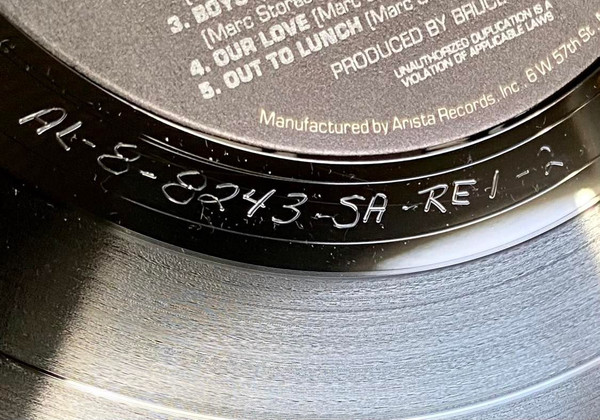 3. BOYS
[Marc Storac
4. OUR LOVE [Marc S
5. OUT TO LUNCH [Marc S
PRODUCED BY BRUCE
UNAUTHORIZED DUPLICATION IS A
VIOLATION OF APPLICABLE LAWS
Manufactured by Arista Records, Inc., 6 W. 57th St.
AL-8-8243-SA-RE1-2